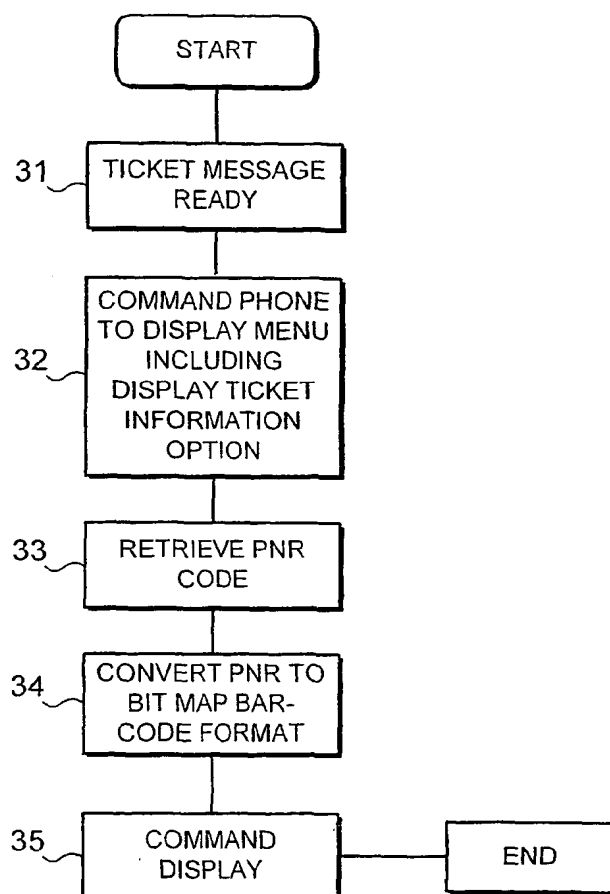 START
31
TICKET MESSAGE
READY
32
COMMAND PHONE
TO DISPLAY MENU
INCLUDING
DISPLAY TICKET
INFORMATION
OPTION
33
RETRIEVE PNR
CODE
34
CONVERT PNR TO
BIT MAP BAR-
CODE FORMAT
35
COMMAND
DISPLAY
END